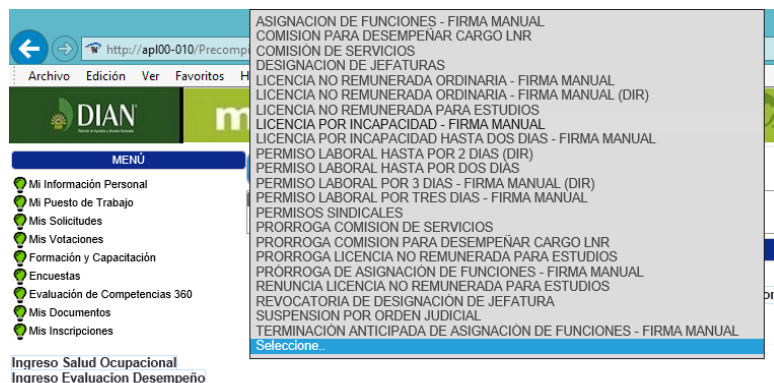 http://apl00-010/Precompi
Archivo Edición Ver Favoritos H
DIAN
m
MENÚ
Mi Información Personal
Mi Puesto de Trabajo
Mis Solicitudes
Mis Votaciones
Formación y Capacitación
Encuestas
Evaluación de Competencias 360
Mis Documentos
Mis Inscripciones
Ingreso Salud Ocupacional
Ingreso Evaluacion Desempeño
ASIGNACION DE FUNCIONES - FIRMA MANUAL
COMISION PARA DESEMPEÑAR CARGO LNR
COMISIÓN DE SERVICIOS
DESIGNACION DE JEFATURAS
LICENCIA NO REMUNERADA ORDINARIA - FIRMA MANUAL
LICENCIA NO REMUNERADA ORDINARIA - FIRMA MANUAL (DIR)
LICENCIA NO REMUNERADA PARA ESTUDIOS
LICENCIA POR INCAPACIDAD - FIRMA MANUAL
LICENCIA POR INCAPACIDAD HASTA DOS DIAS - FIRMA MANUAL
PERMISO LABORAL HASTA POR 2 DIAS (DIR)
PERMISO LABORAL HASTA POR DOS DIAS
PERMISO LABORAL POR 3 DIAS - FIRMA MANUAL (DIR)
PERMISO LABORAL POR TRES DIAS - FIRMA MANUAL
PERMISOS SINDICALES
PRORROGA COMISION DE SERVICIOS
PRORROGA COMISION PARA DESEMPEÑAR CARGO LNR
PRORROGA LICENCIA NO REMUNERADA PARA ESTUDIOS
PRÓRROGA DE ASIGNACIÓN DE FUNCIONES - FIRMA MANUAL
RENUNCIA LICENCIA NO REMUNERADA PARA ESTUDIOS
REVOCATORIA DE DESIGNACIÓN DE JEFATURA
SUSPENSION POR ORDEN JUDICIAL
TERMINACIÓN ANTICIPADA DE ASIGNACIÓN DE FUNCIONES - FIRMA MANUAL
Seleccione..